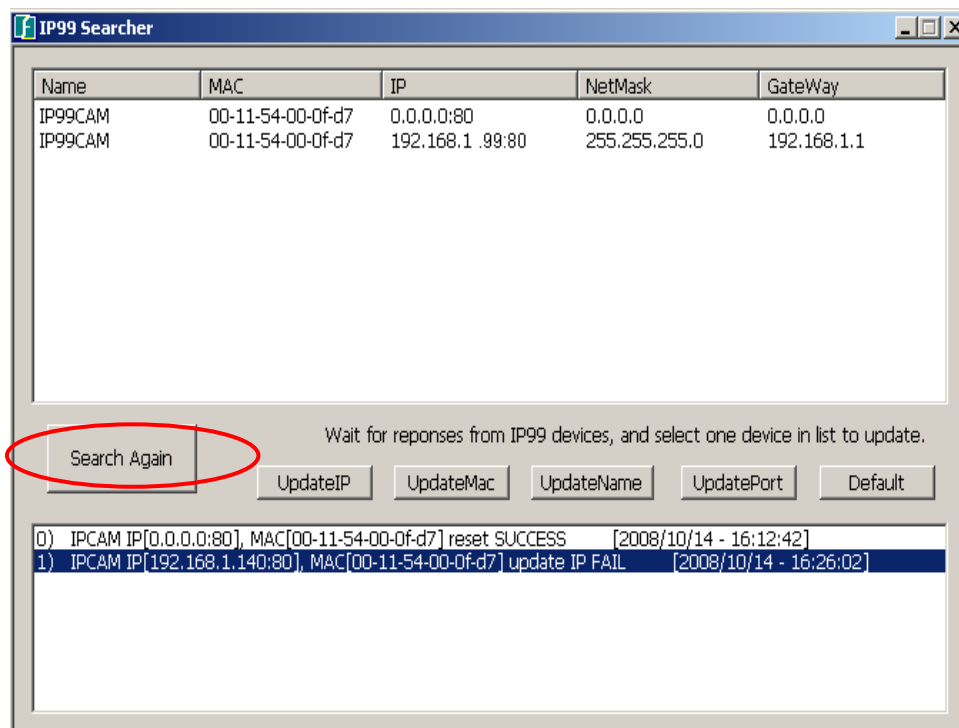 IP99 Searcher
Name MAC IP NetMask GateWay
IP99CAM 00-11-54-00-0f-d7 0.0.0.0:80 0.0.0.0 0.0.0.0
IP99CAM 00-11-54-00-0f-d7 192.168.1 .99:80 255.255.255.0 192.168.1.1
Wait for reponses from IP99 devices, and select one device in list to update.
Search Again
UpdateIP UpdateMac UpdateName UpdatePort Default
0) IPCAM IP[0.0.0.0:80], MAC[00-11-54-00-0f-d7] reset SUCCESS [2008/10/14 - 16:12:42]
1) IPCAM IP[192.168.1.140:80], MAC[00-11-54-00-0f-d7] update IP FAIL [2008/10/14 - 16:26:02]